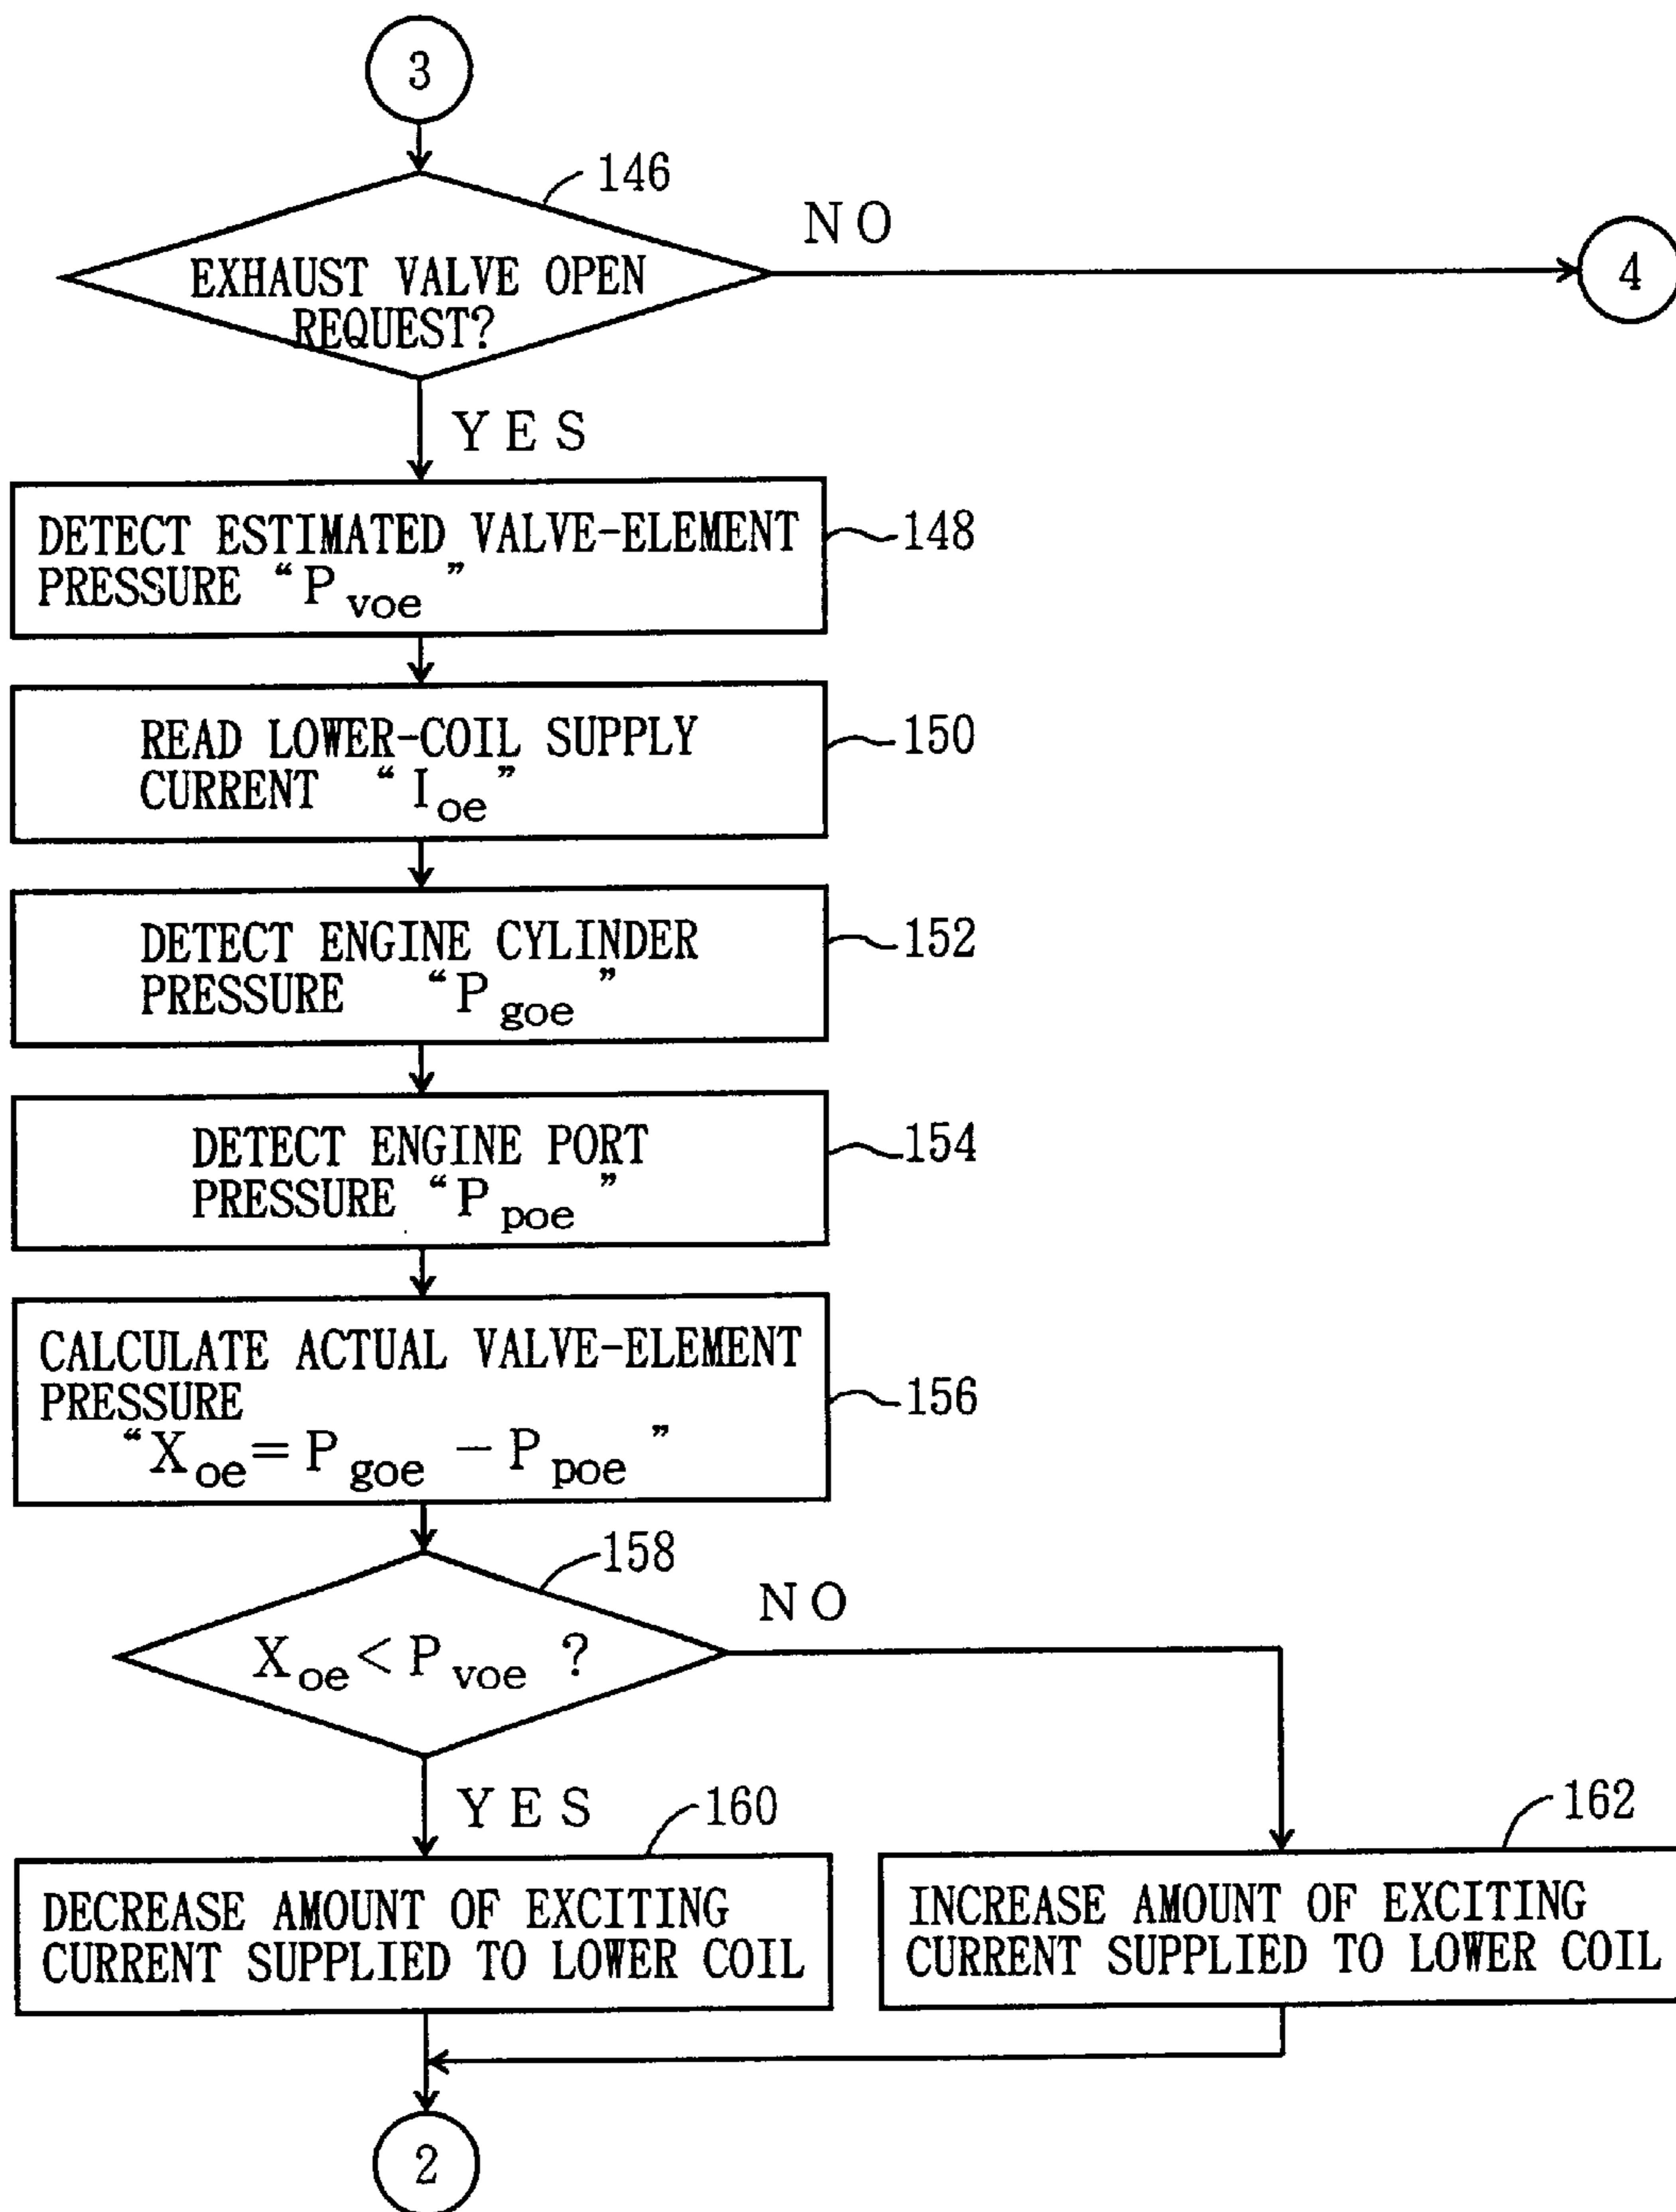 3
146
NO
EXHAUST VALVE OPEN
REQUEST?
4
YES
DETECT ESTIMATED VALVE-ELEMENT
PRESSURE “P voe ”
148
READ LOWER-COIL SUPPLY
CURRENT “I oe ”
150
DETECT ENGINE CYLINDER
PRESSURE “P goe ”
152
DETECT ENGINE PORT
PRESSURE “P poe ”
154
CALCULATE ACTUAL VALVE-ELEMENT
PRESSURE
“X oe = P goe − P poe ”
156
158
NO
X oe < P voe ?
YES
160
162
DECREASE AMOUNT OF EXCITING
CURRENT SUPPLIED TO LOWER COIL
INCREASE AMOUNT OF EXCITING
CURRENT SUPPLIED TO LOWER COIL
2